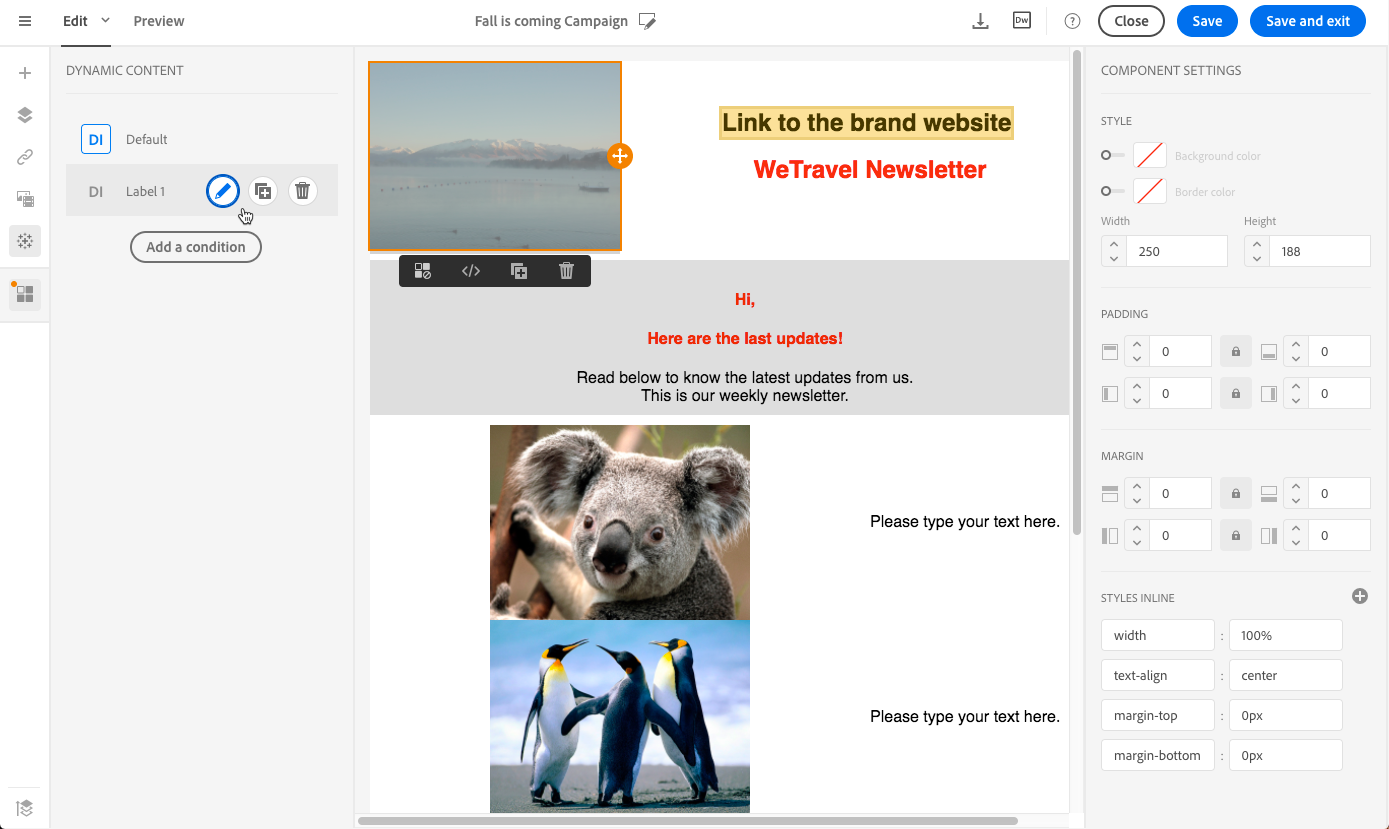 Edit
Preview
Fall is coming Campaign
Dw
?
Close
Save
Save and exit
DYNAMIC CONTENT
DI
Default
DI
Label 1
Add a condition
Link to the brand website
WeTravel Newsletter
</>
Hi,
Here are the last updates!
Read below to know the latest updates from us.
This is our weekly newsletter.
Please type your text here.
Please type your text here.
COMPONENT SETTINGS
STYLE
Background color
Border color
Width
Height
250
188
PADDING
0
0
0
0
MARGIN
0
0
0
0
STYLES INLINE
width : 100%
text-align : center
margin-top : 0px
margin-bottom : 0px